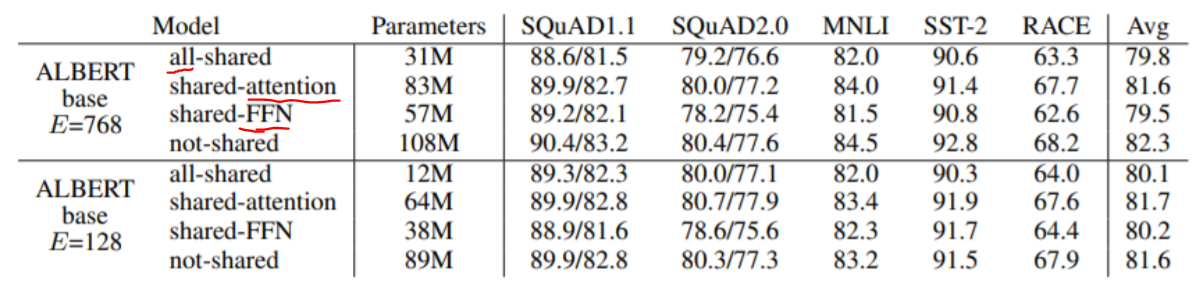 Model Parameters SQuAD1.1 SQuAD2.0 MNLI SST-2 RACE Avg
ALBERT base E=768 all-shared 31M 88.6/81.5 79.2/76.6 82.0 90.6 63.3 79.8
shared-attention 83M 89.9/82.7 80.0/77.2 84.0 91.4 67.7 81.6
shared-FFN 57M 89.2/82.1 78.2/75.4 81.5 90.8 62.6 79.5
not-shared 108M 90.4/83.2 80.4/77.6 84.5 92.8 68.2 82.3
ALBERT base E=128 all-shared 12M 89.3/82.3 80.0/77.1 82.0 90.3 64.0 80.1
shared-attention 64M 89.9/82.8 80.7/77.9 83.4 91.9 67.6 81.7
shared-FFN 38M 88.9/81.6 78.6/75.6 82.3 91.7 64.4 80.2
not-shared 89M 89.9/82.8 80.3/77.3 83.2 91.5 67.9 81.6